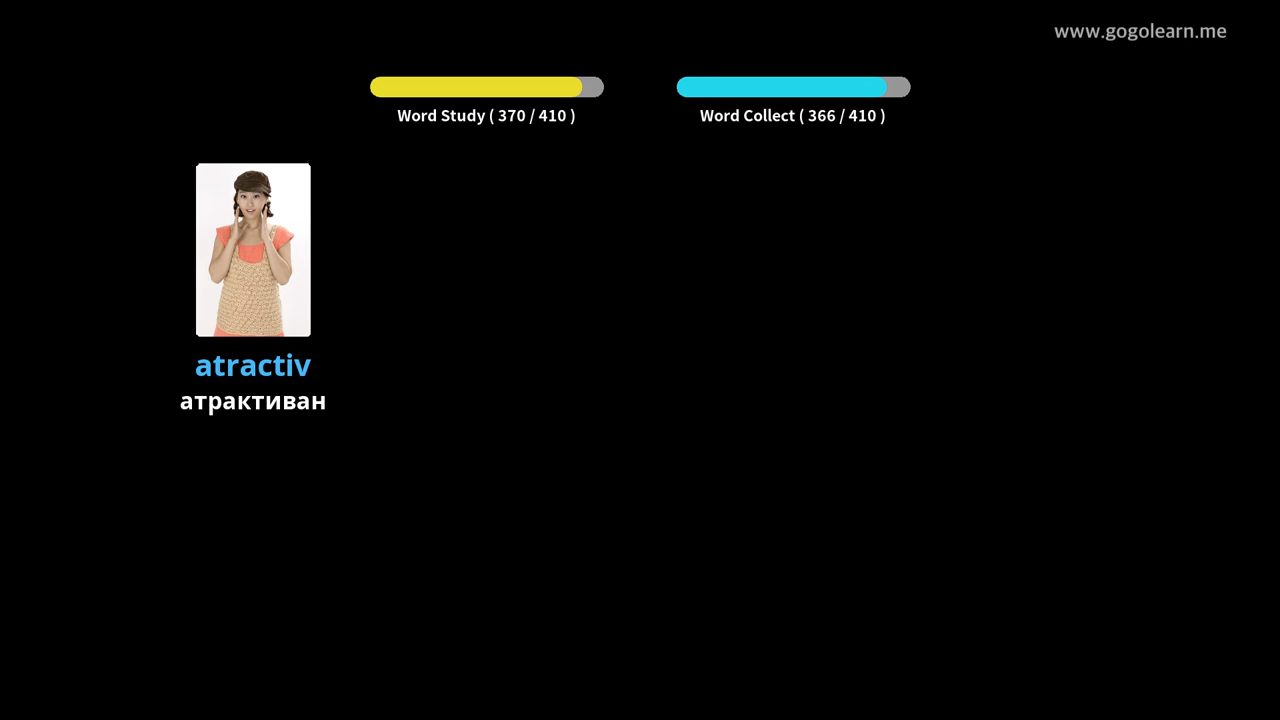 www.gogolearn.me
Word Study ( 370 / 410 )
Word Collect ( 366 / 410 )
atractiv
атрактиван